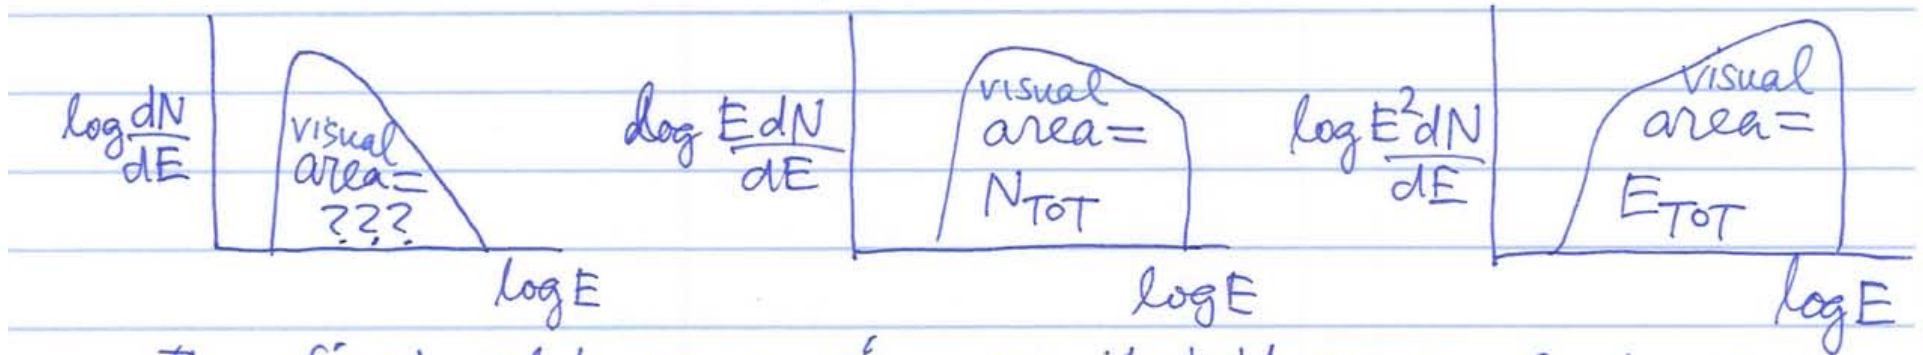 log dN/dE
visual
area=
???
log E
log E dN/dE
visual
area=
N_TOT
log E
log E² dN/dE
visual
area=
E_TOT
log E